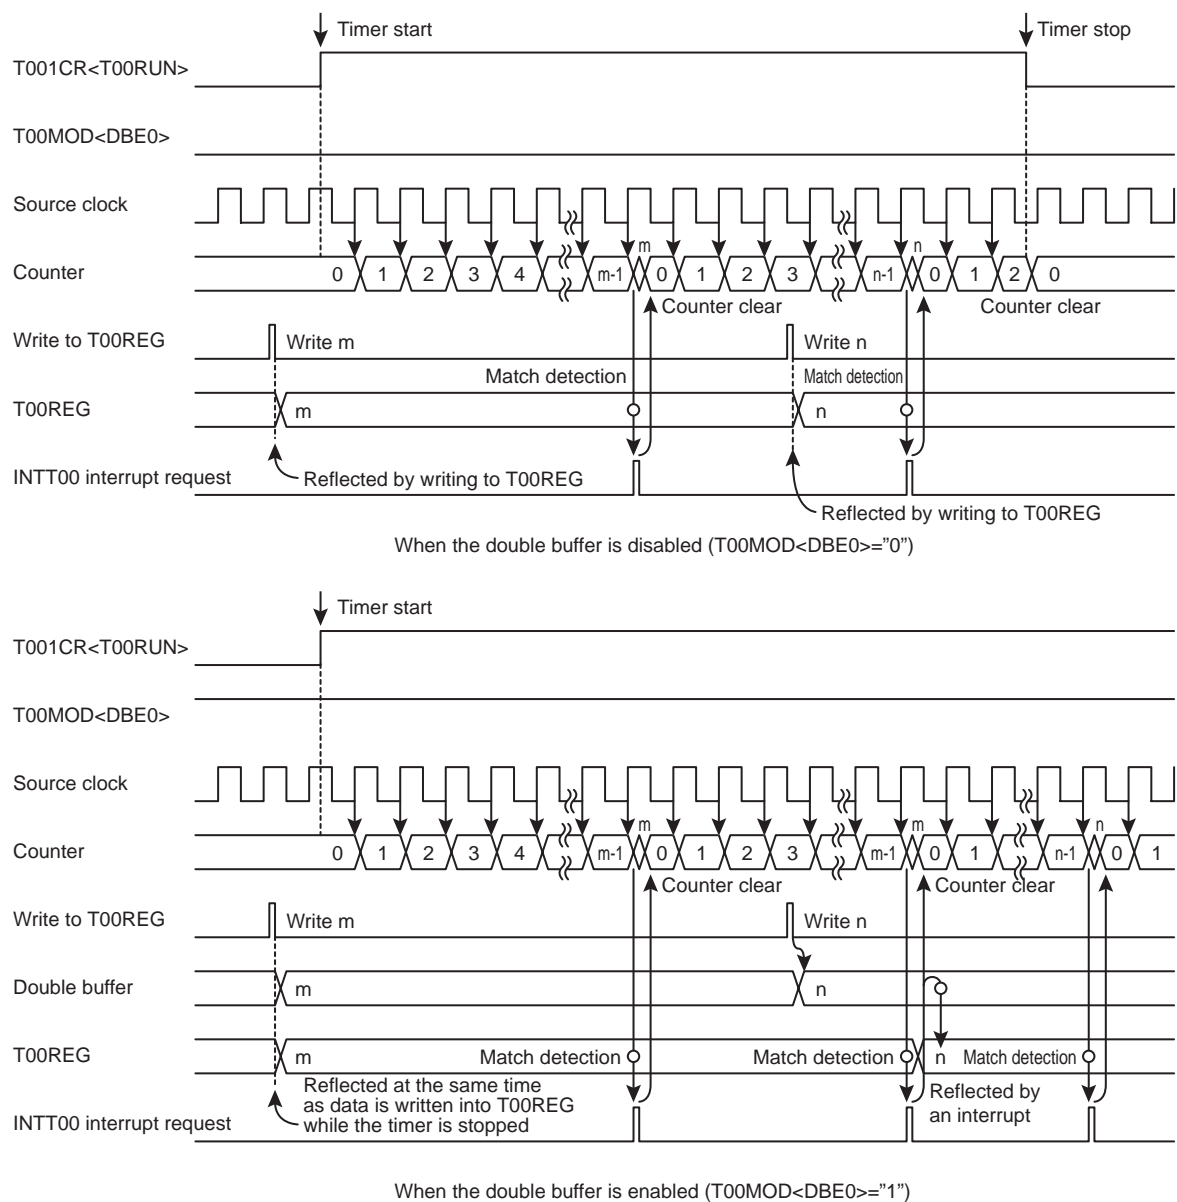 Timer start Timer stop
T001CR<T00RUN>
T00MOD<DBE0>
Source clock
m n
Counter 0 1 2 3 4 m-1 0 1 2 3 n-1 0 1 2 0
Counter clear Counter clear
Write to T00REG Write m Write n
Match detection Match detection
T00REG m n
INTT00 interrupt request Reflected by writing to T00REG
Reflected by writing to T00REG
When the double buffer is disabled (T00MOD<DBE0>=”0”)
Timer start
T001CR<T00RUN>
T00MOD<DBE0>
Source clock
m m n
Counter 0 1 2 3 4 m-1 0 1 2 3 m-1 0 1 n-1 0 1
Counter clear Counter clear
Write to T00REG Write m Write n
Double buffer m n
T00REG m Match detection Match detection n Match detection
Reflected at the same time
as data is written into T00REG
while the timer is stopped
Reflected by
an interrupt
INTT00 interrupt request
When the double buffer is enabled (T00MOD<DBE0>=”1”)